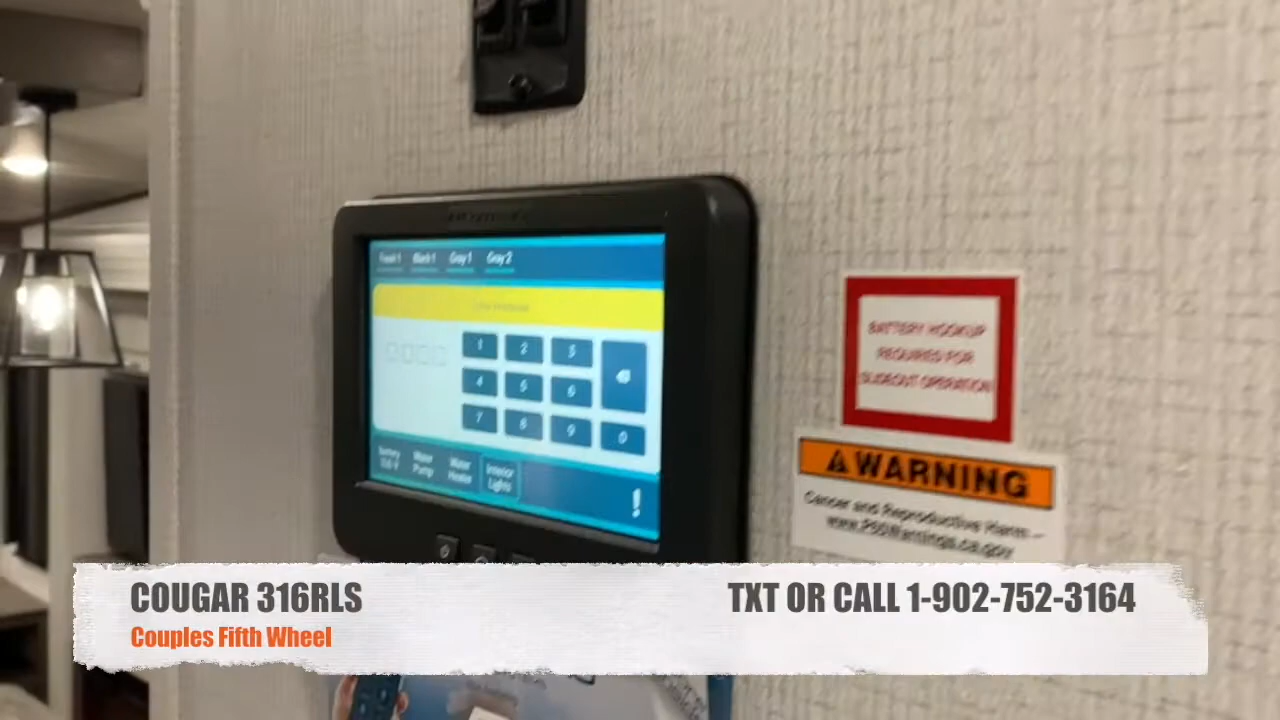 Fresh 1 Black 1 Gray 1 Gray 2
1 2 3
4 5 6
7 8 9 0
Battery
Water
Pump
Water
Heater
Interior
Lights
!
BATTERY HOOKUP
REQUIRED FOR
SLIDEOUT OPERATION
WARNING
Cancer and Reproductive Harm –
www.P65Warnings.ca.gov
COUGAR 316RLS
TXT OR CALL 1-902-752-3164
Couples Fifth Wheel